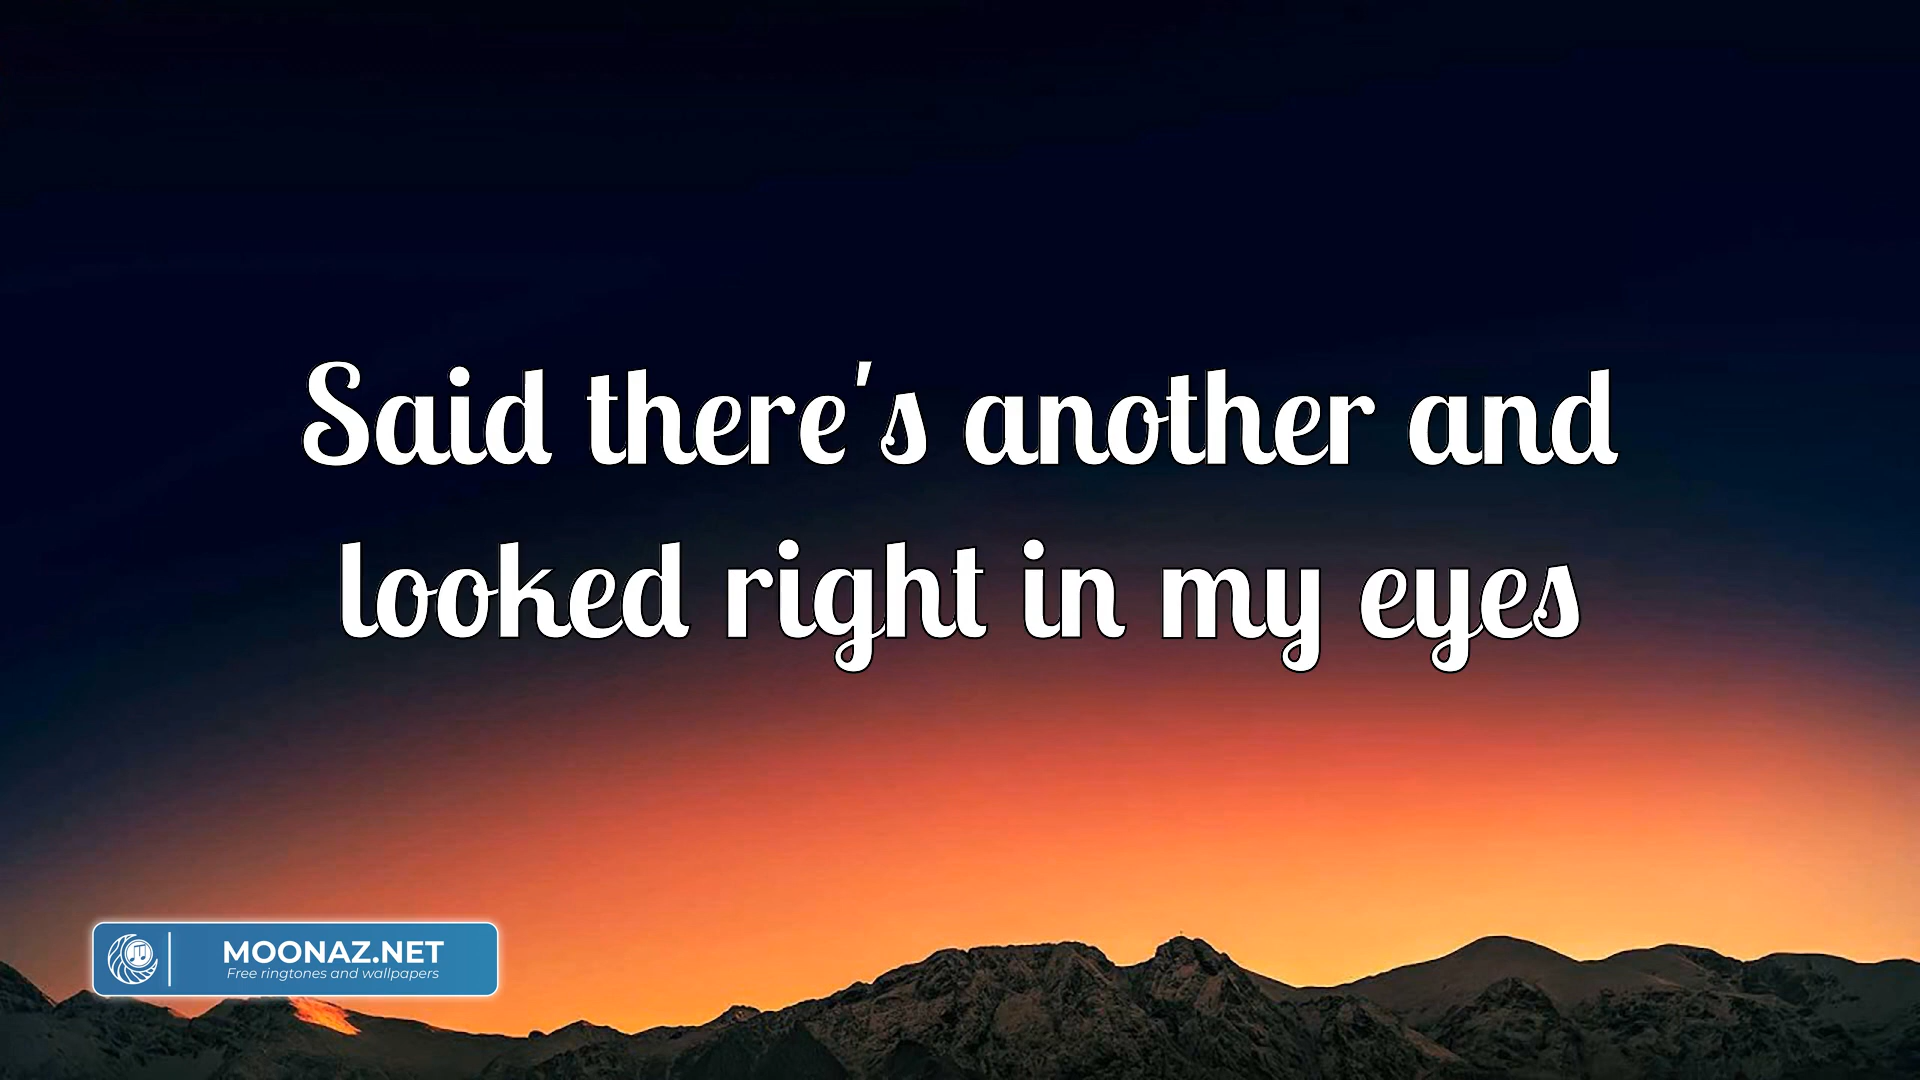 Said there's another and
looked right in my eyes
MOONAZ.NET
Free ringtones and wallpapers